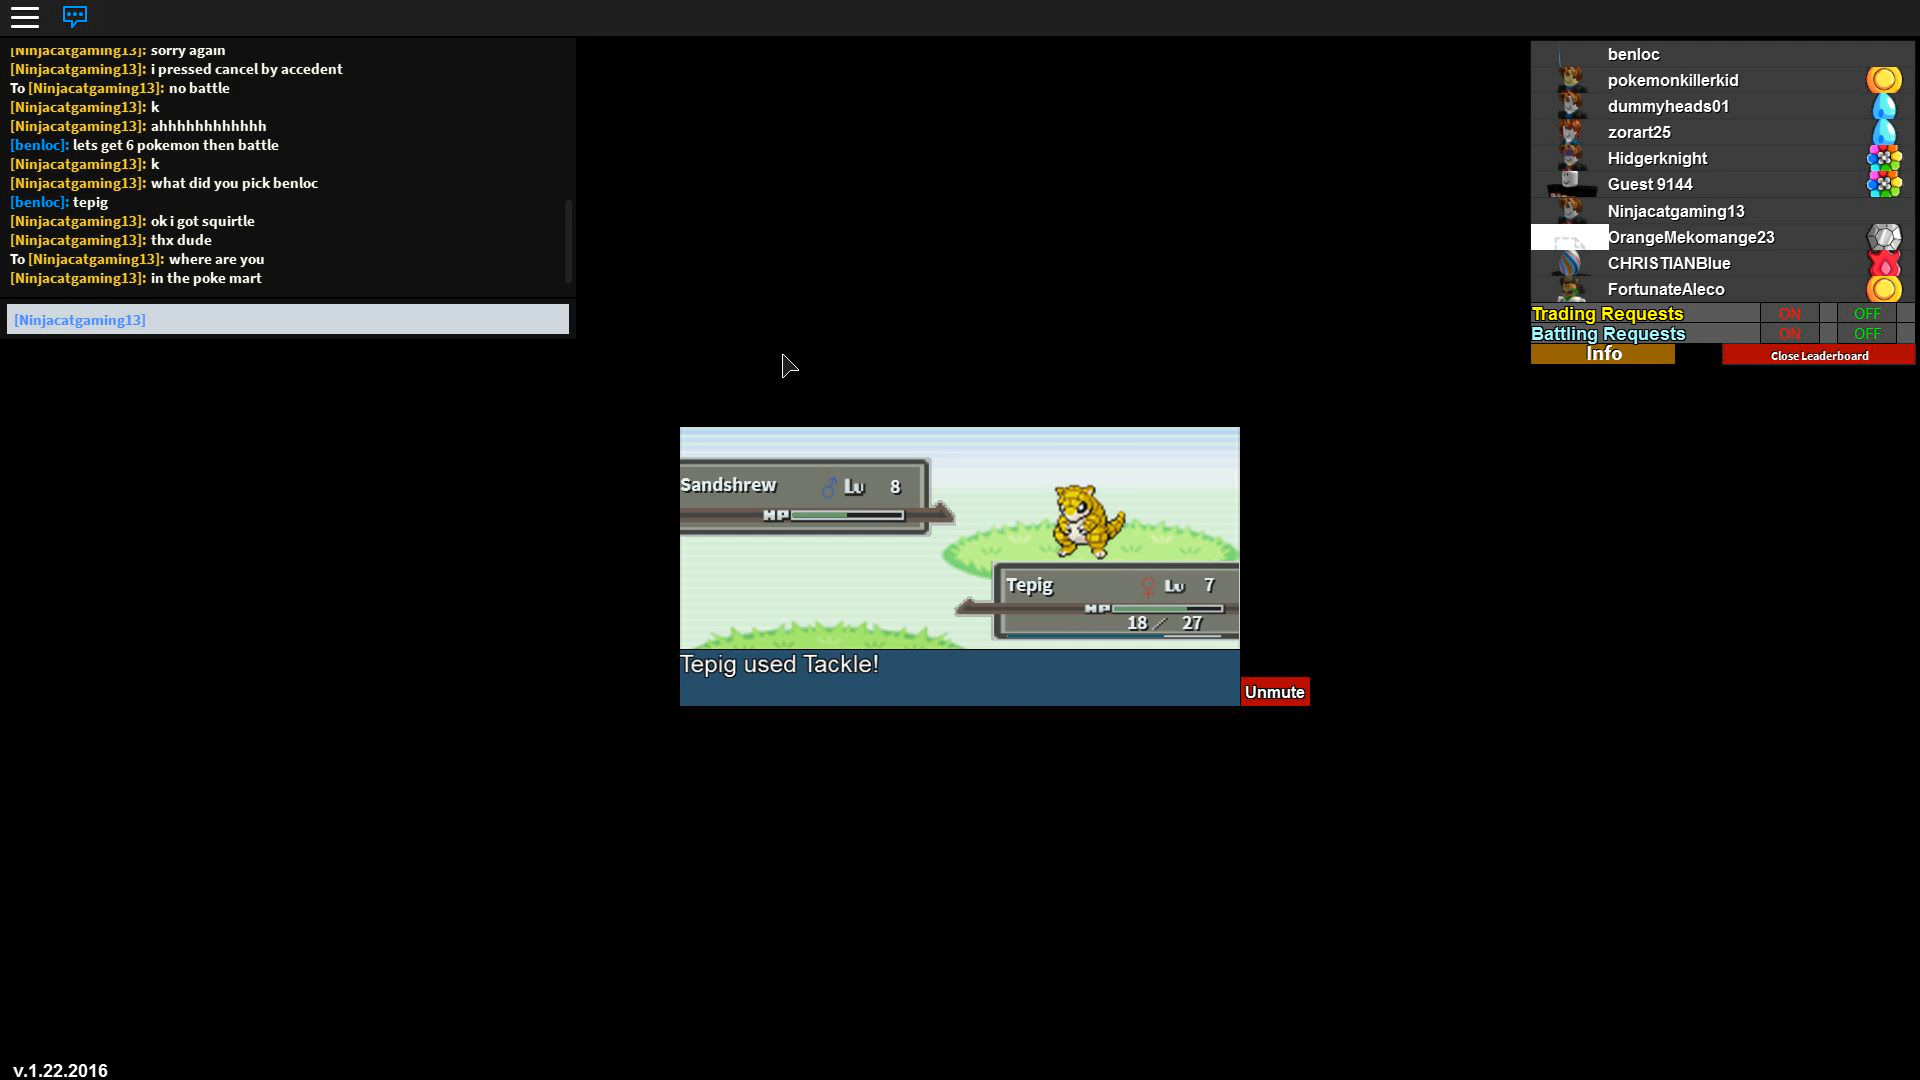 [Ninjacatgaming13]: sorry again
[Ninjacatgaming13]: i pressed cancel by accedent
To [Ninjacatgaming13]: no battle
[Ninjacatgaming13]: k
[Ninjacatgaming13]: ahhhhhhhhhhhh
[benloc]: lets get 6 pokemon then battle
[Ninjacatgaming13]: k
[Ninjacatgaming13]: what did you pick benloc
[benloc]: tepig
[Ninjacatgaming13]: ok i got squirtle
[Ninjacatgaming13]: thx dude
To [Ninjacatgaming13]: where are you
[Ninjacatgaming13]: in the poke mart
[Ninjacatgaming13]
benloc
pokemonkillerkid
dummyheads01
zorart25
Hidgerknight
Guest 9144
Ninjacatgaming13
OrangeMekomange23
CHRISTIANBlue
FortunateAleco
Trading Requests ON OFF
Battling Requests ON OFF
Info Close Leaderboard
Sandshrew ♂ Lv 8
HP
Tepig ♀ Lv 7
HP
18 / 27
Tepig used Tackle!
Unmute
v.1.22.2016